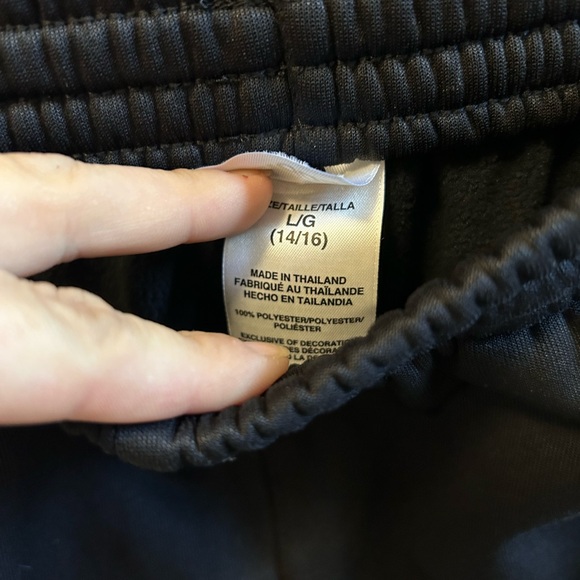 /TAILLE/TALLA
L/G
(14/16)
MADE IN THAILAND
FABRIQUÉ AU THAÏLANDE
HECHO EN TAILANDIA
100% POLYESTER/POLYESTER/
POLIÉSTER
EXCLUSIVE OF
LA